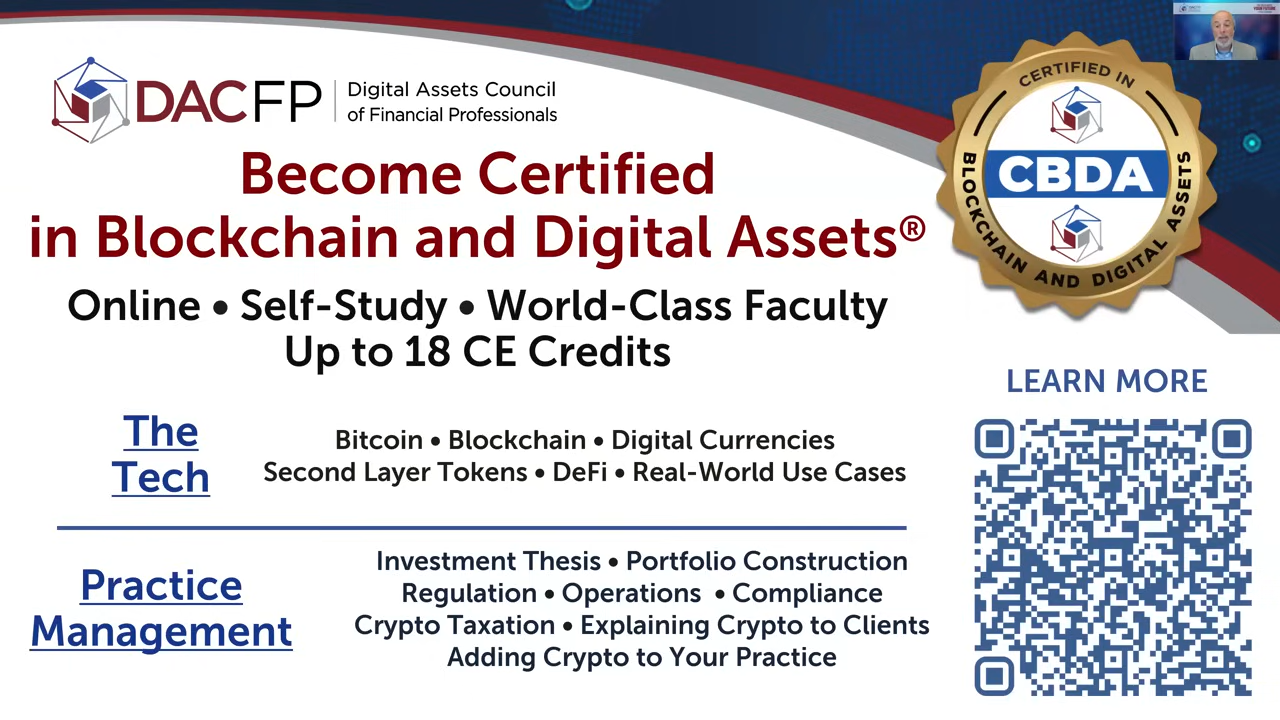 DACFP
Digital Assets Council
of Financial Professionals
Become Certified
in Blockchain and Digital Assets®
Online • Self-Study • World-Class Faculty
Up to 18 CE Credits
CERTIFIED IN
CBDA
BLOCKCHAIN AND DIGITAL ASSETS
LEARN MORE
The
Tech
Bitcoin • Blockchain • Digital Currencies
Second Layer Tokens • DeFi • Real-World Use Cases
Practice
Management
Investment Thesis • Portfolio Construction
Regulation • Operations • Compliance
Crypto Taxation • Explaining Crypto to Clients
Adding Crypto to Your Practice